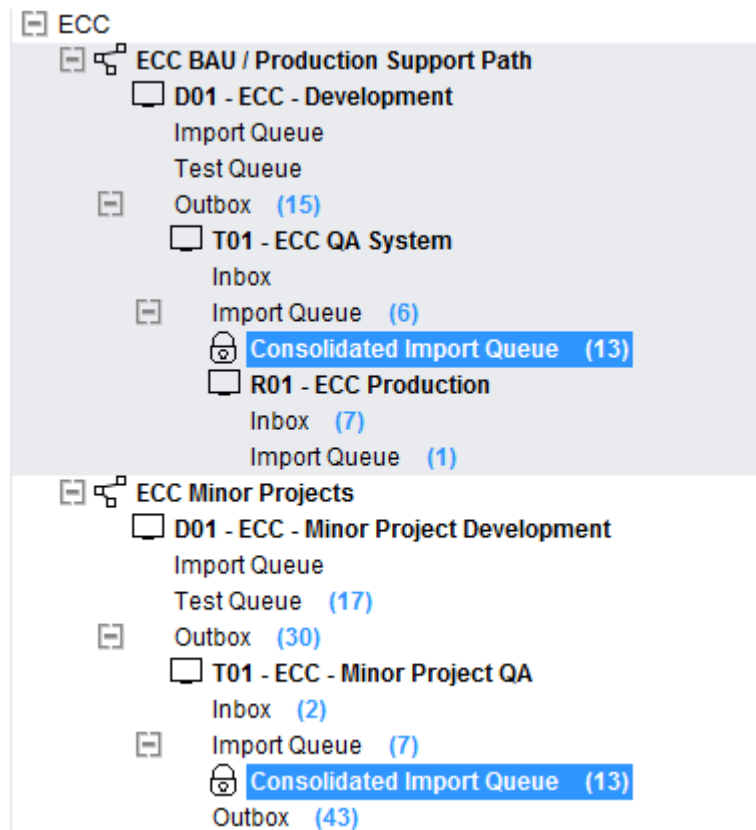 ECC
ECC BAU / Production Support Path
D01 - ECC - Development
Import Queue
Test Queue
Outbox (15)
T01 - ECC QA System
Inbox
Import Queue (6)
Consolidated Import Queue (13)
R01 - ECC Production
Inbox (7)
Import Queue (1)
ECC Minor Projects
D01 - ECC - Minor Project Development
Import Queue
Test Queue (17)
Outbox (30)
T01 - ECC - Minor Project QA
Inbox (2)
Import Queue (7)
Consolidated Import Queue (13)
Outbox (43)